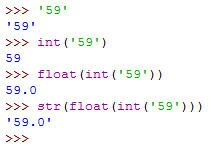 >>> '59'
'59'
>>> int('59')
59
>>> float(int('59'))
59.0
>>> str(float(int('59')))
'59.0'
>>>